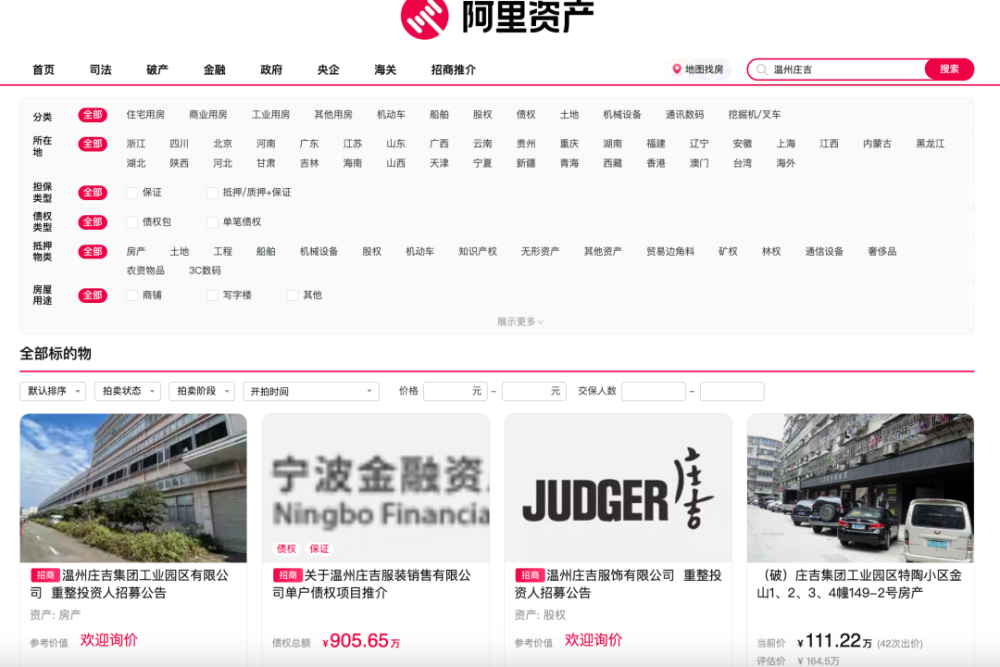 阿里资产
首页 司法 破产 金融 政府 央企 海关 招商推介 地图找房 温州庄吉 搜索
分类 全部 住宅用房 商业用房 工业用房 其他用房 机动车 船舶 股权 债权 土地 机械设备 通讯数码 挖掘机/叉车
所在地 全部 浙江 四川 北京 河南 广东 江苏 山东 广西 云南 贵州 重庆 湖南 福建 辽宁 安徽 上海 江西 内蒙古 黑龙江
湖北 陕西 河北 甘肃 吉林 海南 山西 天津 宁夏 新疆 青海 西藏 香港 澳门 台湾 海外
担保类型 全部 保证 抵押/质押+保证
债权类型 全部 债权包 单笔债权
抵押物类 全部 房产 土地 工程 船舶 机械设备 股权 机动车 知识产权 无形资产 其他资产 贸易边角料 矿权 林权 通信设备 奢侈品
农资物品 3C数码
房屋用途 全部 商铺 写字楼 其他
展示更多
全部标的物
默认排序 拍卖状态 拍卖阶段 开拍时间 价格 元 – 元 交保人数 –
招商 温州庄吉集团工业园区有限公
司 重整投资人招募公告
资产: 房产
参考价值 欢迎询价
宁波金融资
Ningbo Financia
债权 保证
招商 关于温州庄吉服装销售有限公
司单户债权项目推介
债权总额 ¥905.65万
JUDGER 庄吉
招商 温州庄吉服饰有限公司 重整投
资人招募公告
资产: 股权
参考价值 欢迎询价
（破）庄吉集团工业园区特陶小区金
山1、2、3、4幢149-2号房产
当前价 ¥111.22万 (42次出价)
评估价 ¥164.5万